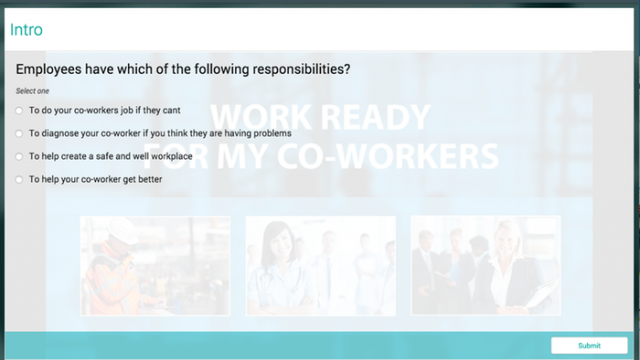 Intro
Employees have which of the following responsibilities?
Select one
To do your co-workers job if they cant
To diagnose your co-worker if you think they are having problems
To help create a safe and well workplace
To help your co-worker get better
WORK READY
FOR MY CO-WORKERS
Submit